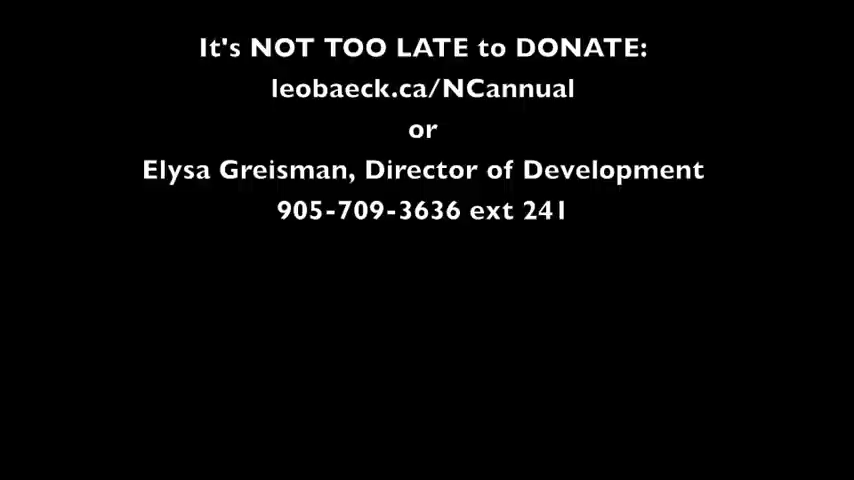 It's NOT TOO LATE to DONATE:
leobaeck.ca/NCannual
or
Elysa Greisman, Director of Development
905-709-3636 ext 241